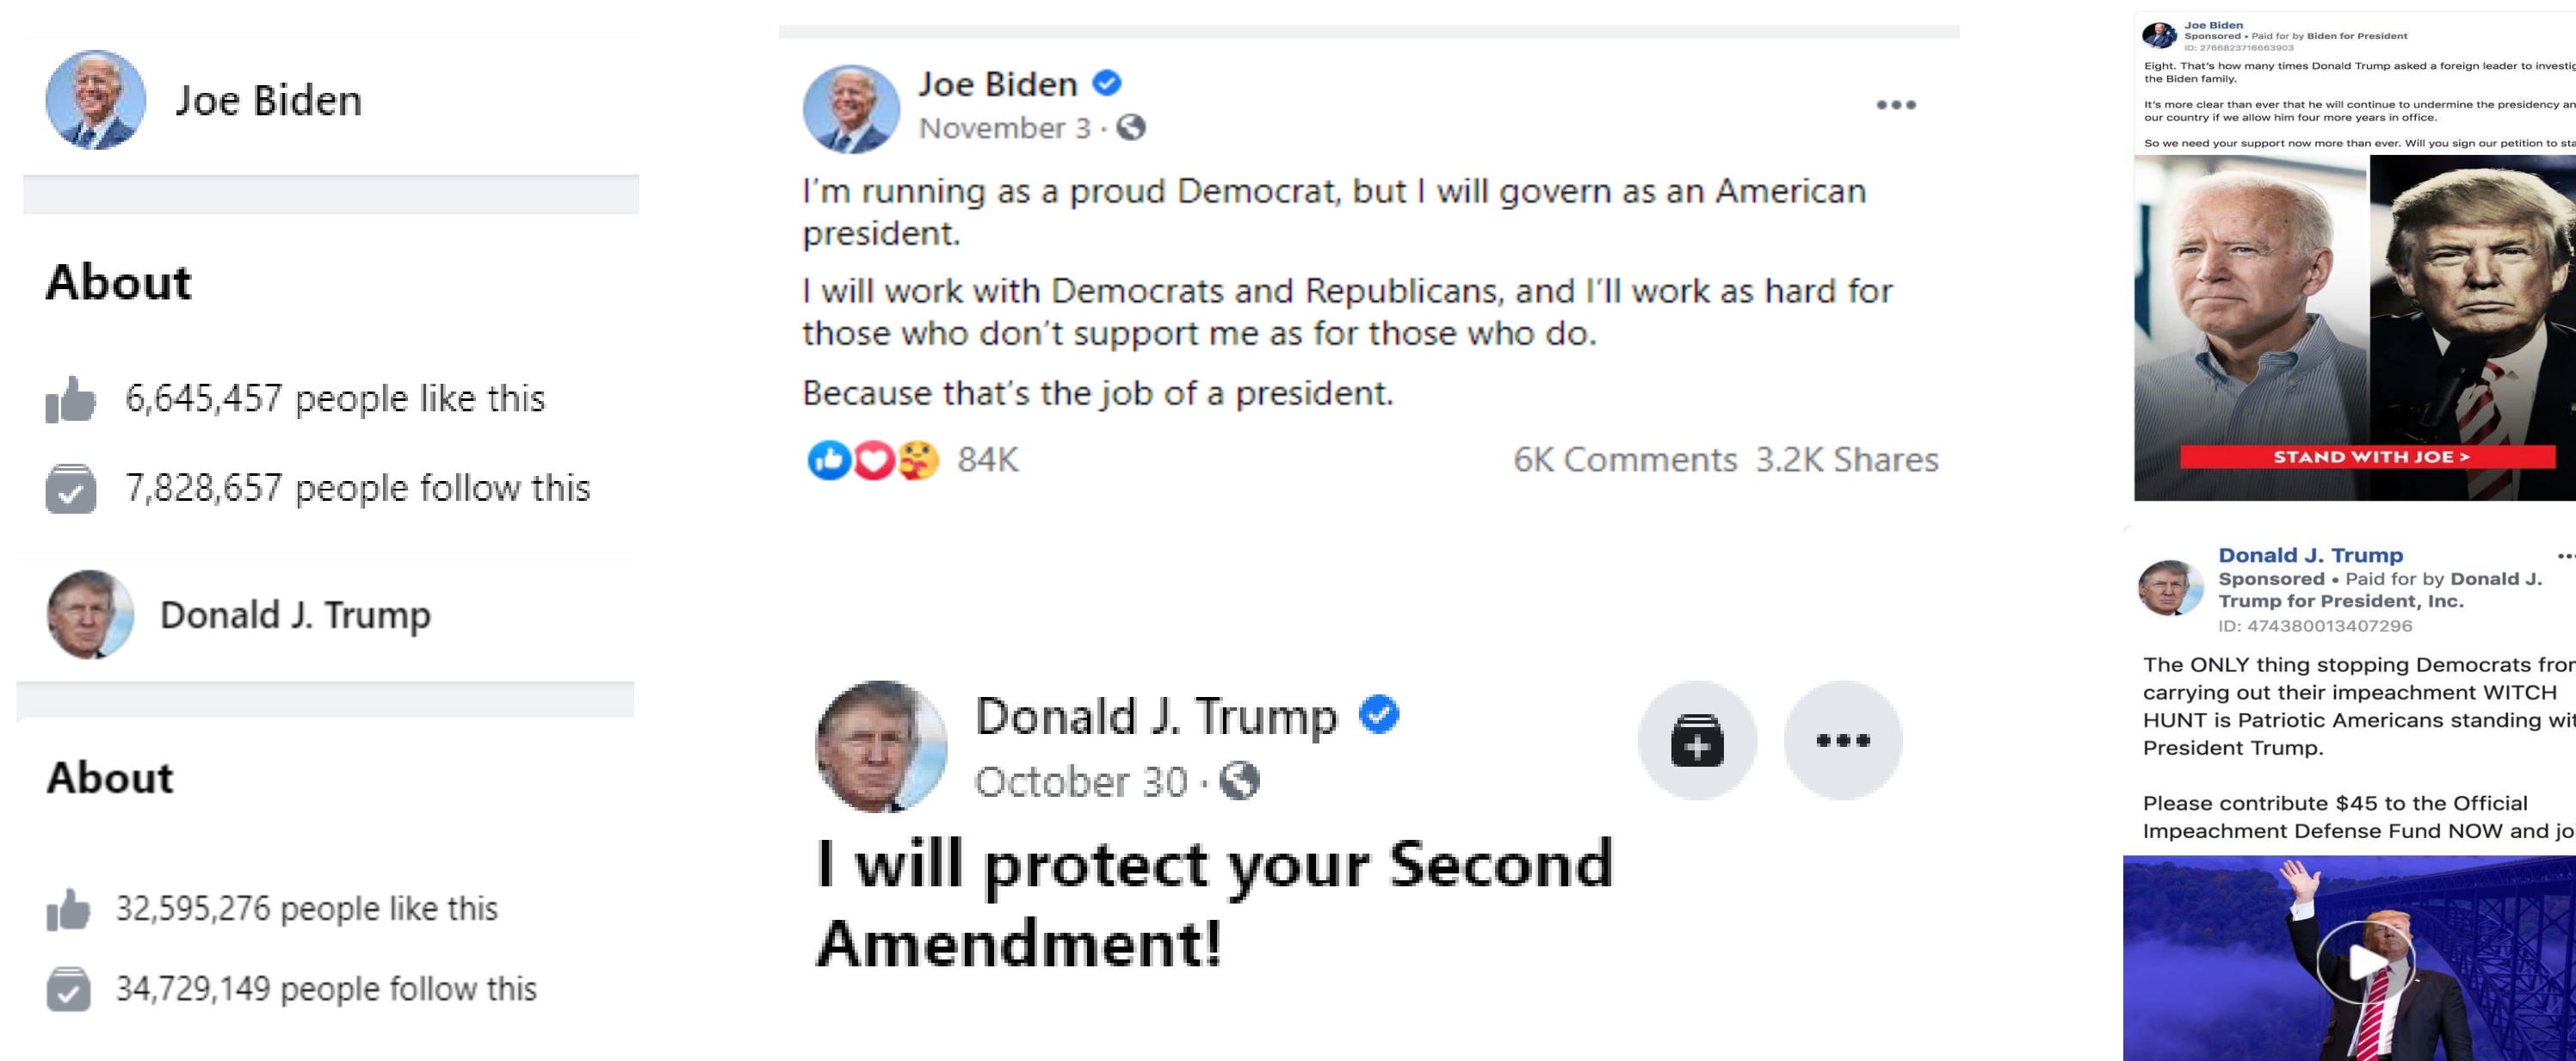 Joe Biden
About
6,645,457 people like this
7,828,657 people follow this
Donald J. Trump
About
32,595,276 people like this
34,729,149 people follow this
Joe Biden
November 3 ·
I'm running as a proud Democrat, but I will govern as an American
president.
I will work with Democrats and Republicans, and I'll work as hard for
those who don't support me as for those who do.
Because that's the job of a president.
84K
6K Comments 3.2K Shares
Donald J. Trump
October 30 ·
I will protect your Second
Amendment!
Joe Biden
Sponsored • Paid for by Biden for President
ID: 2766823716663903
Eight. That's how many times Donald Trump asked a foreign leader to
the Biden family.
It's more clear than ever that he will continue to undermine the presidency
our country if we allow him four more years in office.
So we need your support now more than ever. Will you sign our petition to
STAND WITH JOE >
Donald J. Trump
Sponsored • Paid for by Donald J.
Trump for President, Inc.
ID: 474380013407296
The ONLY thing stopping Democrats
carrying out their impeachment WITCH
HUNT is Patriotic Americans standing
President Trump.
Please contribute $45 to the Official
Impeachment Defense Fund NOW and